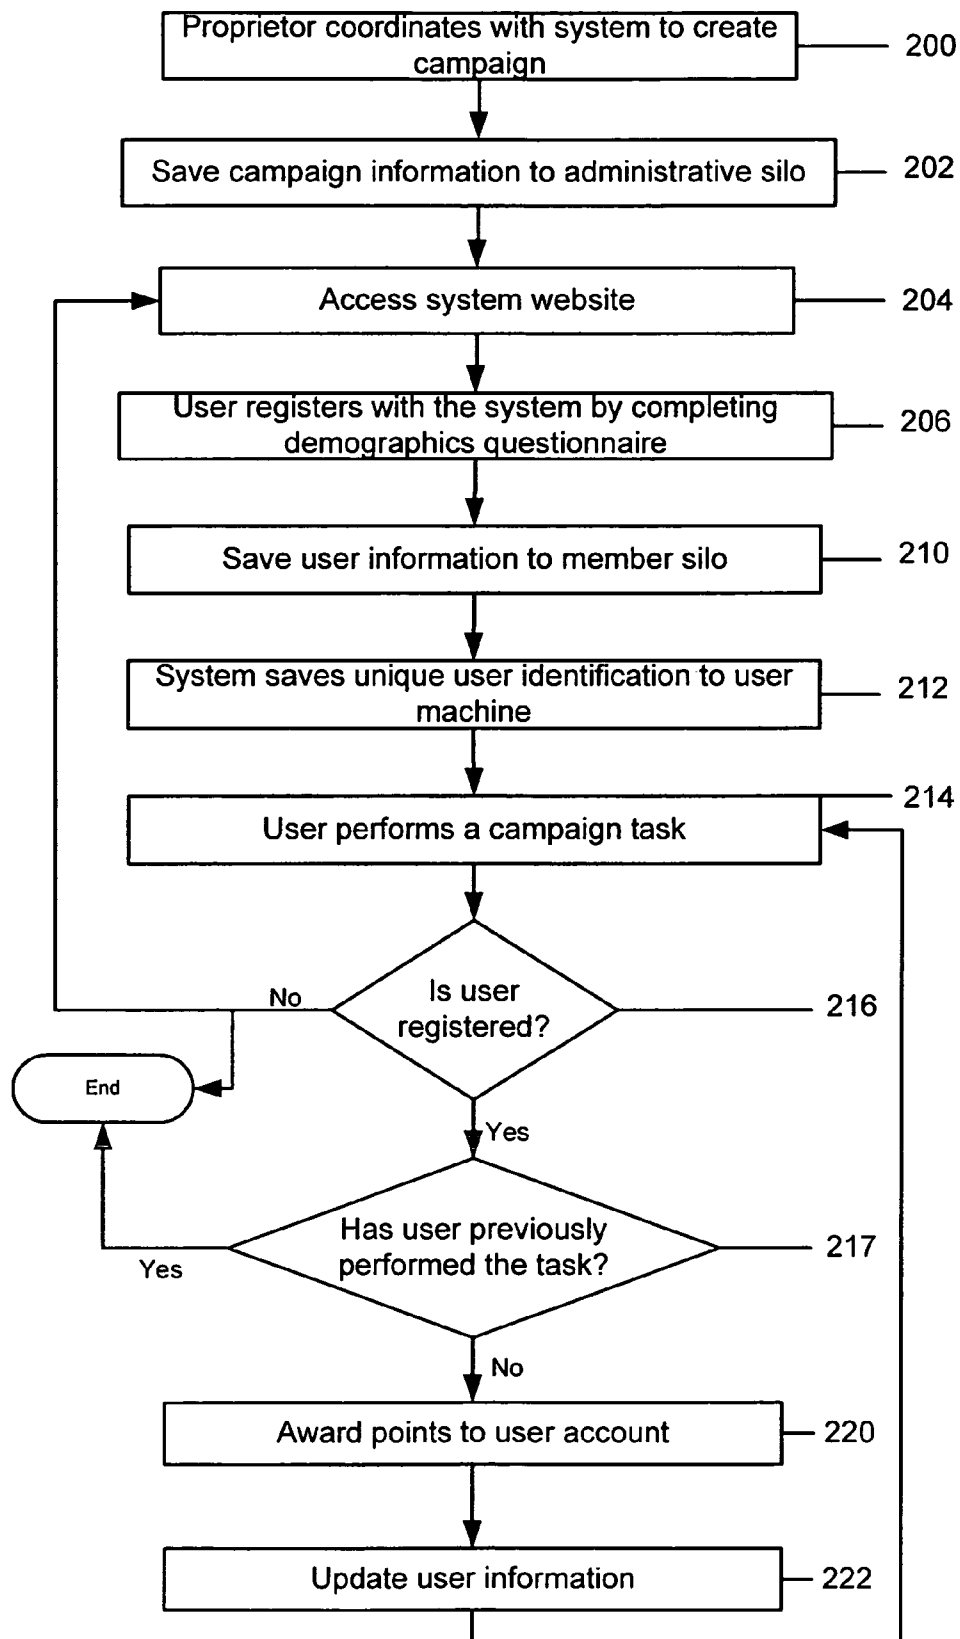 Proprietor coordinates with system to create
campaign
200
Save campaign information to administrative silo
202
Access system website
204
User registers with the system by completing
demographics questionnaire
206
Save user information to member silo
210
System saves unique user identification to user
machine
212
214
User performs a campaign task
Is user
registered?
No
216
End
Yes
Has user previously
performed the task?
217
Yes
No
Award points to user account
220
Update user information
222